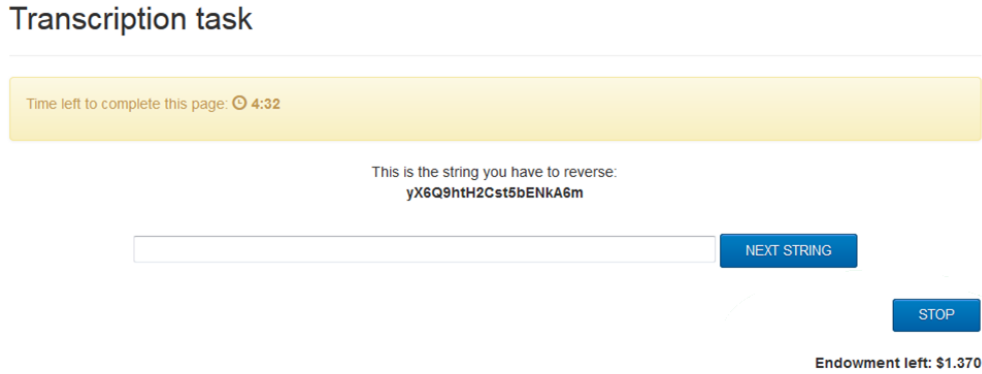 Transcription task
Time left to complete this page: 4:32
This is the string you have to reverse:
yX6Q9htH2Cst5bENkA6m
NEXT STRING
STOP
Endowment left: $1.370